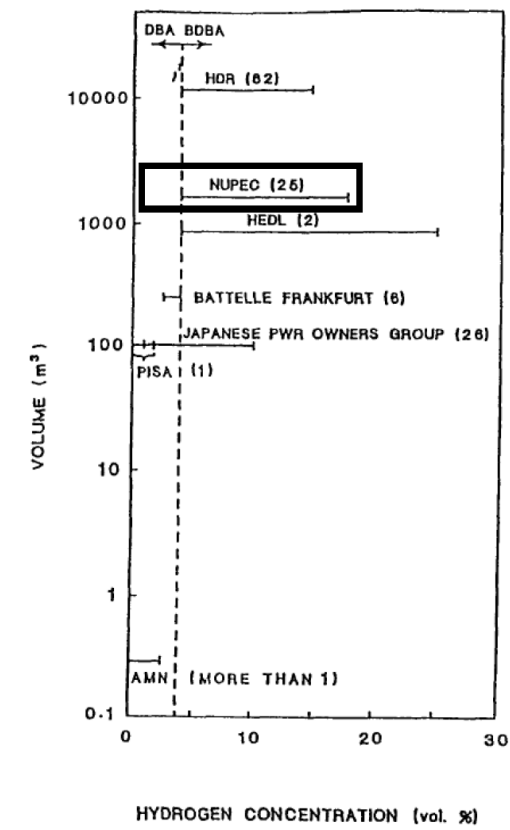 DBA BDBA
HDR (62)
10000
NUPEC (25)
1000
HEDL (2)
BATTELLE FRANKFURT (6)
JAPANESE PWR OWNERS GROUP (26)
100
PISA (1)
VOLUME (m³)
10
1
AMN (MORE THAN 1)
0.1
0 10 20 30
HYDROGEN CONCENTRATION (vol. %)